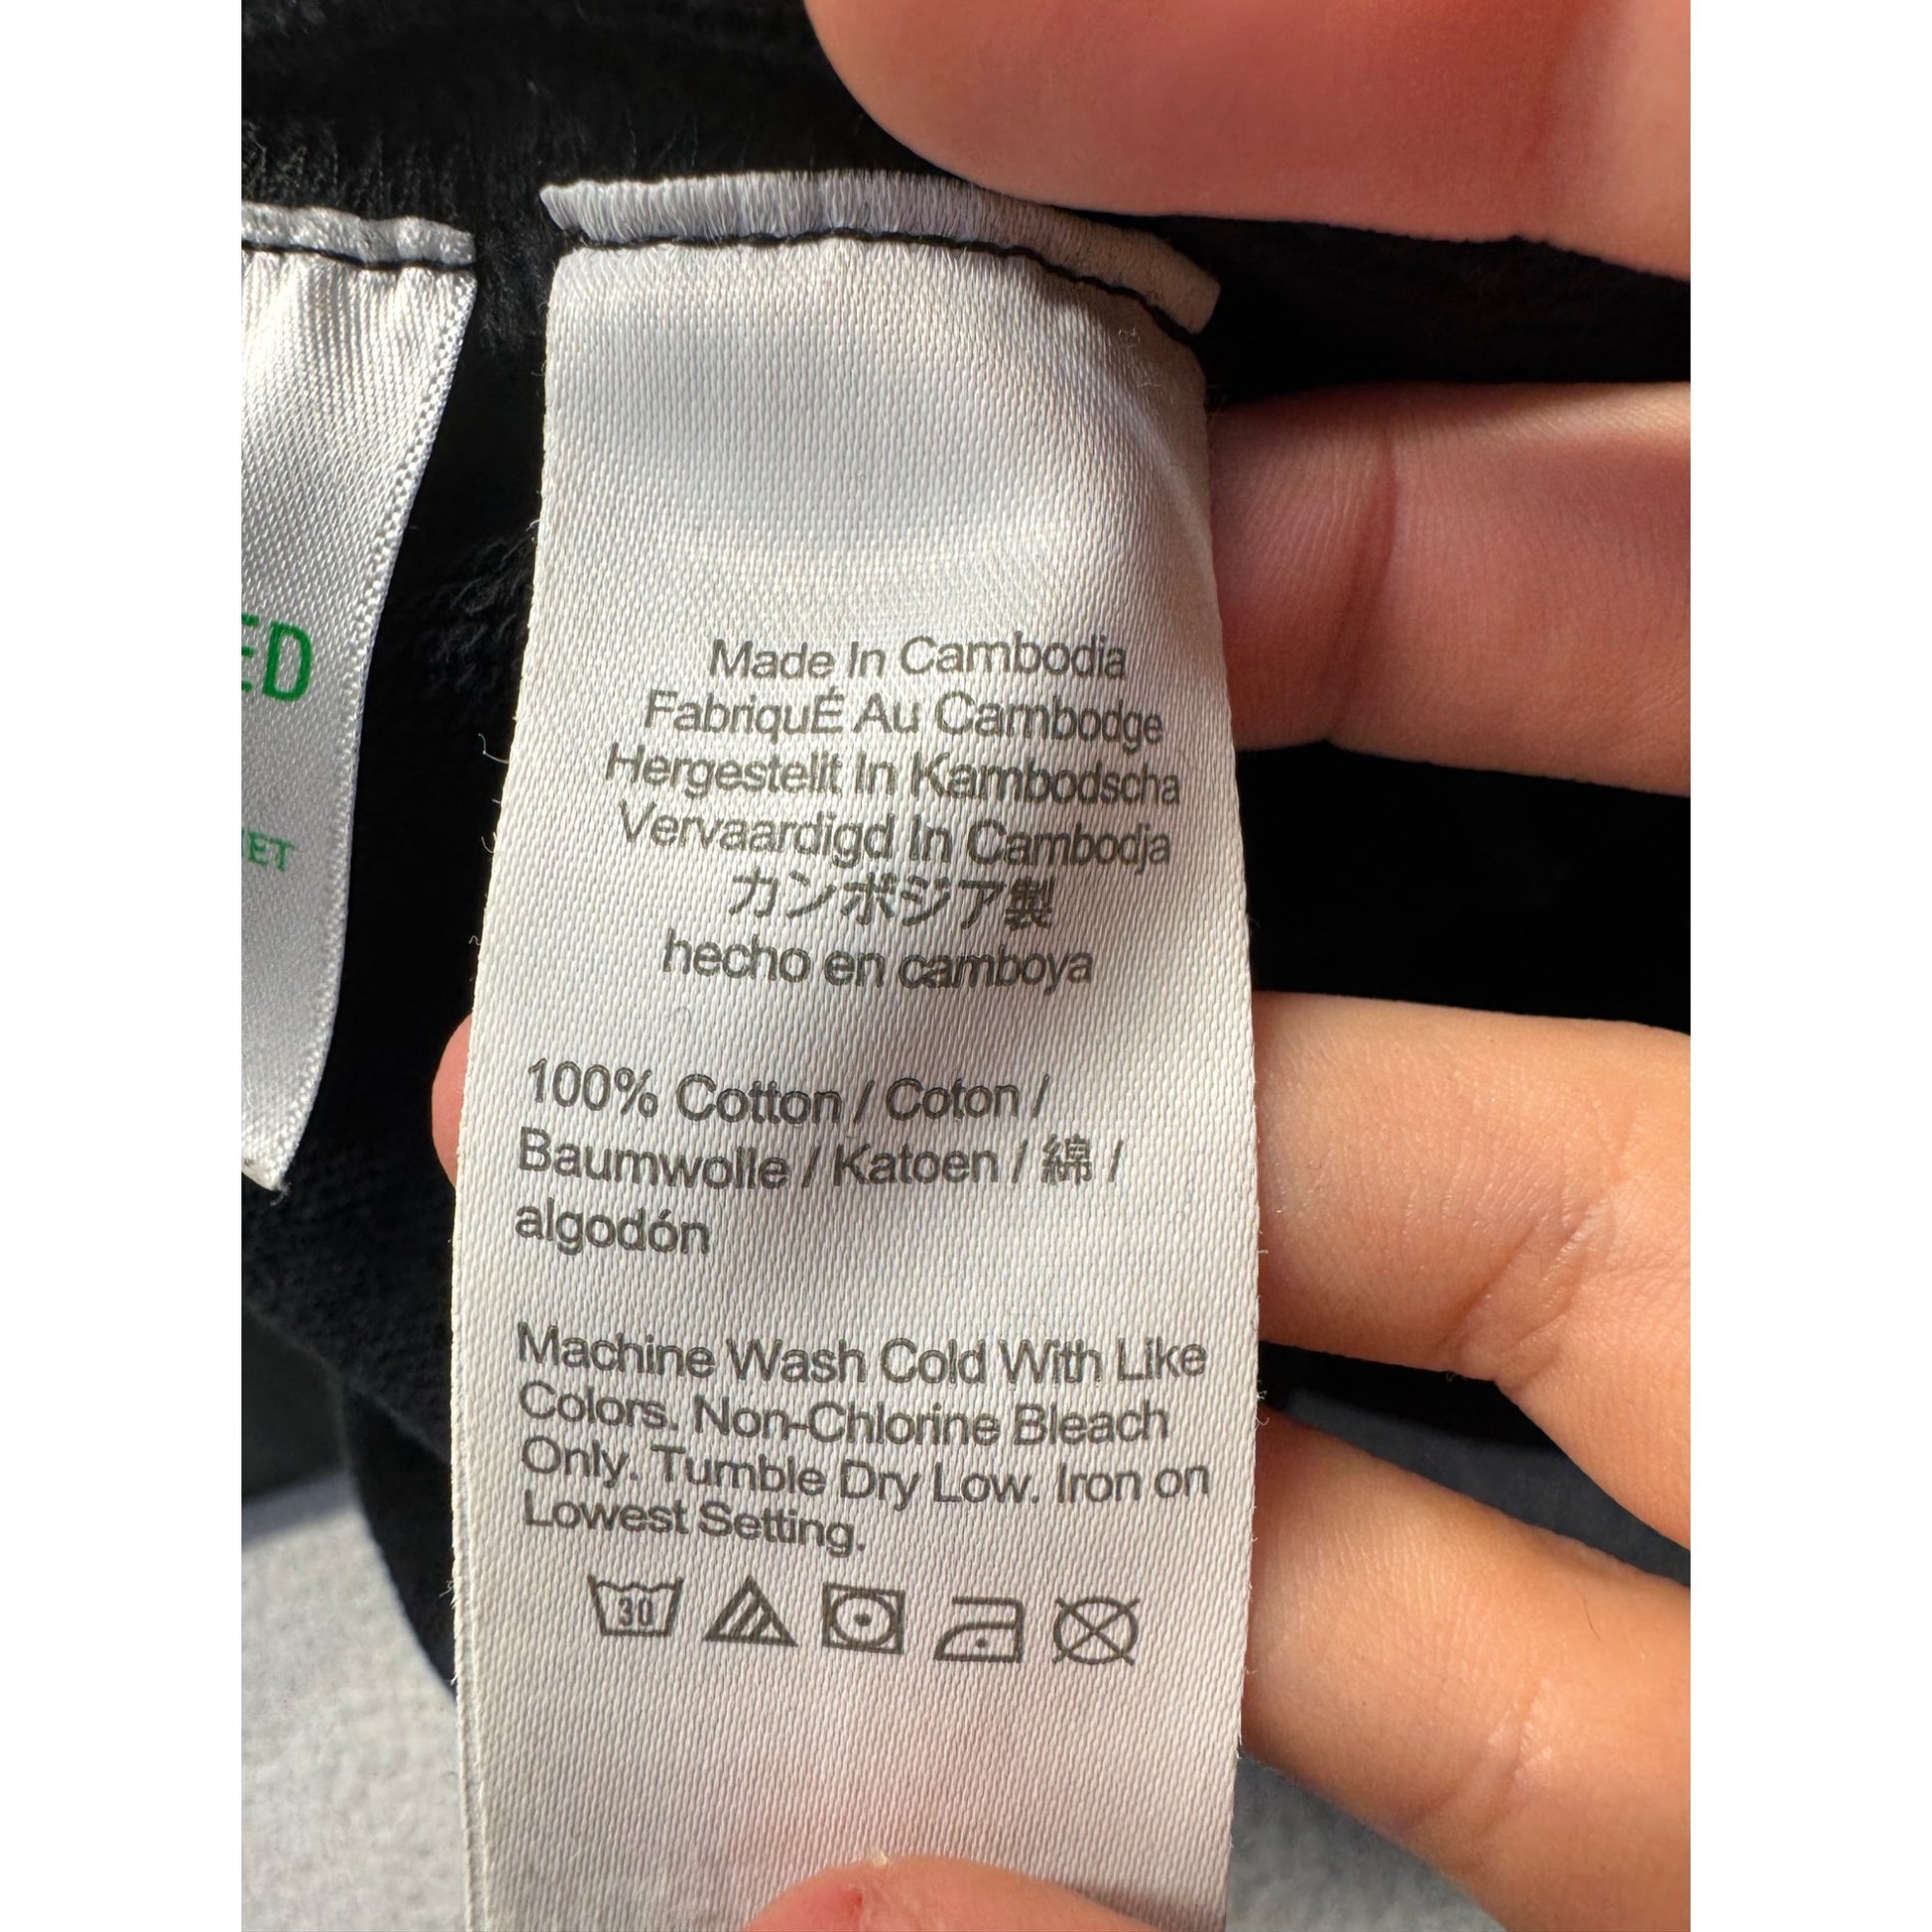 ED
ET
Made In Cambodia
FabriquÉ Au Cambodge
Hergestellt In Kambodscha
Vervaardigd In Cambodja
カンボジア製
hecho en camboya
100% Cotton / Coton /
Baumwolle / Katoen / 綿 /
algodón
Machine Wash Cold With Like
Colors. Non-Chlorine Bleach
Only. Tumble Dry Low. Iron on
Lowest Setting.
30